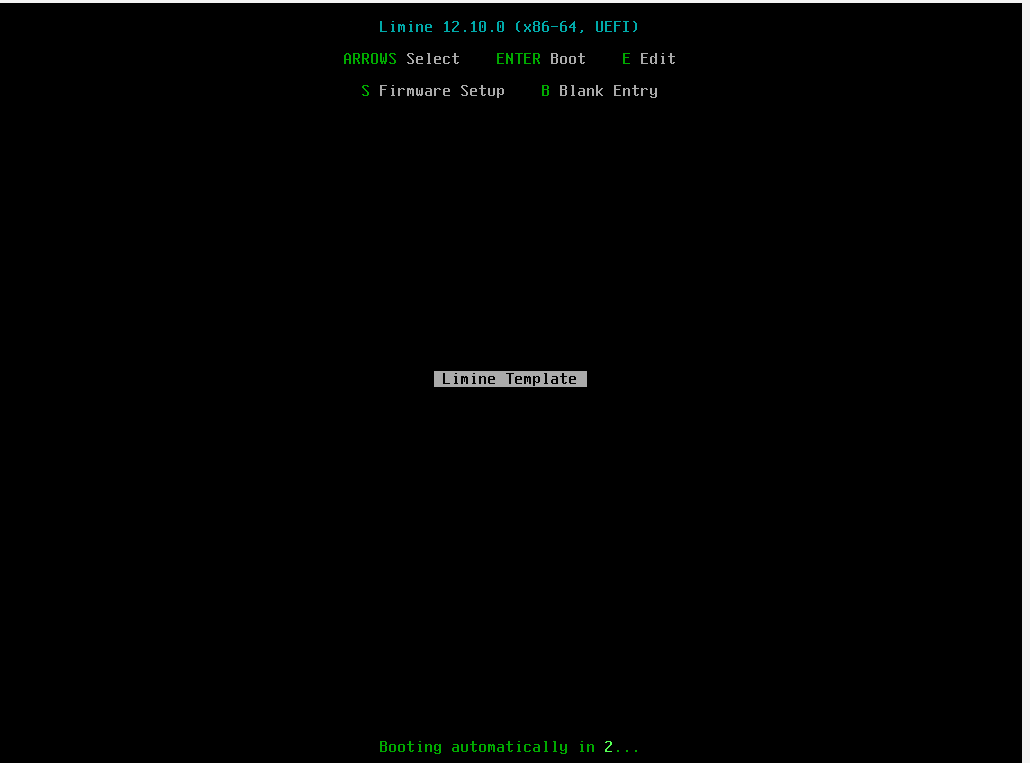 Limine 12.10.0 (x86-64, UEFI)
ARROWS Select    ENTER Boot    E Edit
S Firmware Setup    B Blank Entry
Limine Template
Booting automatically in 2...